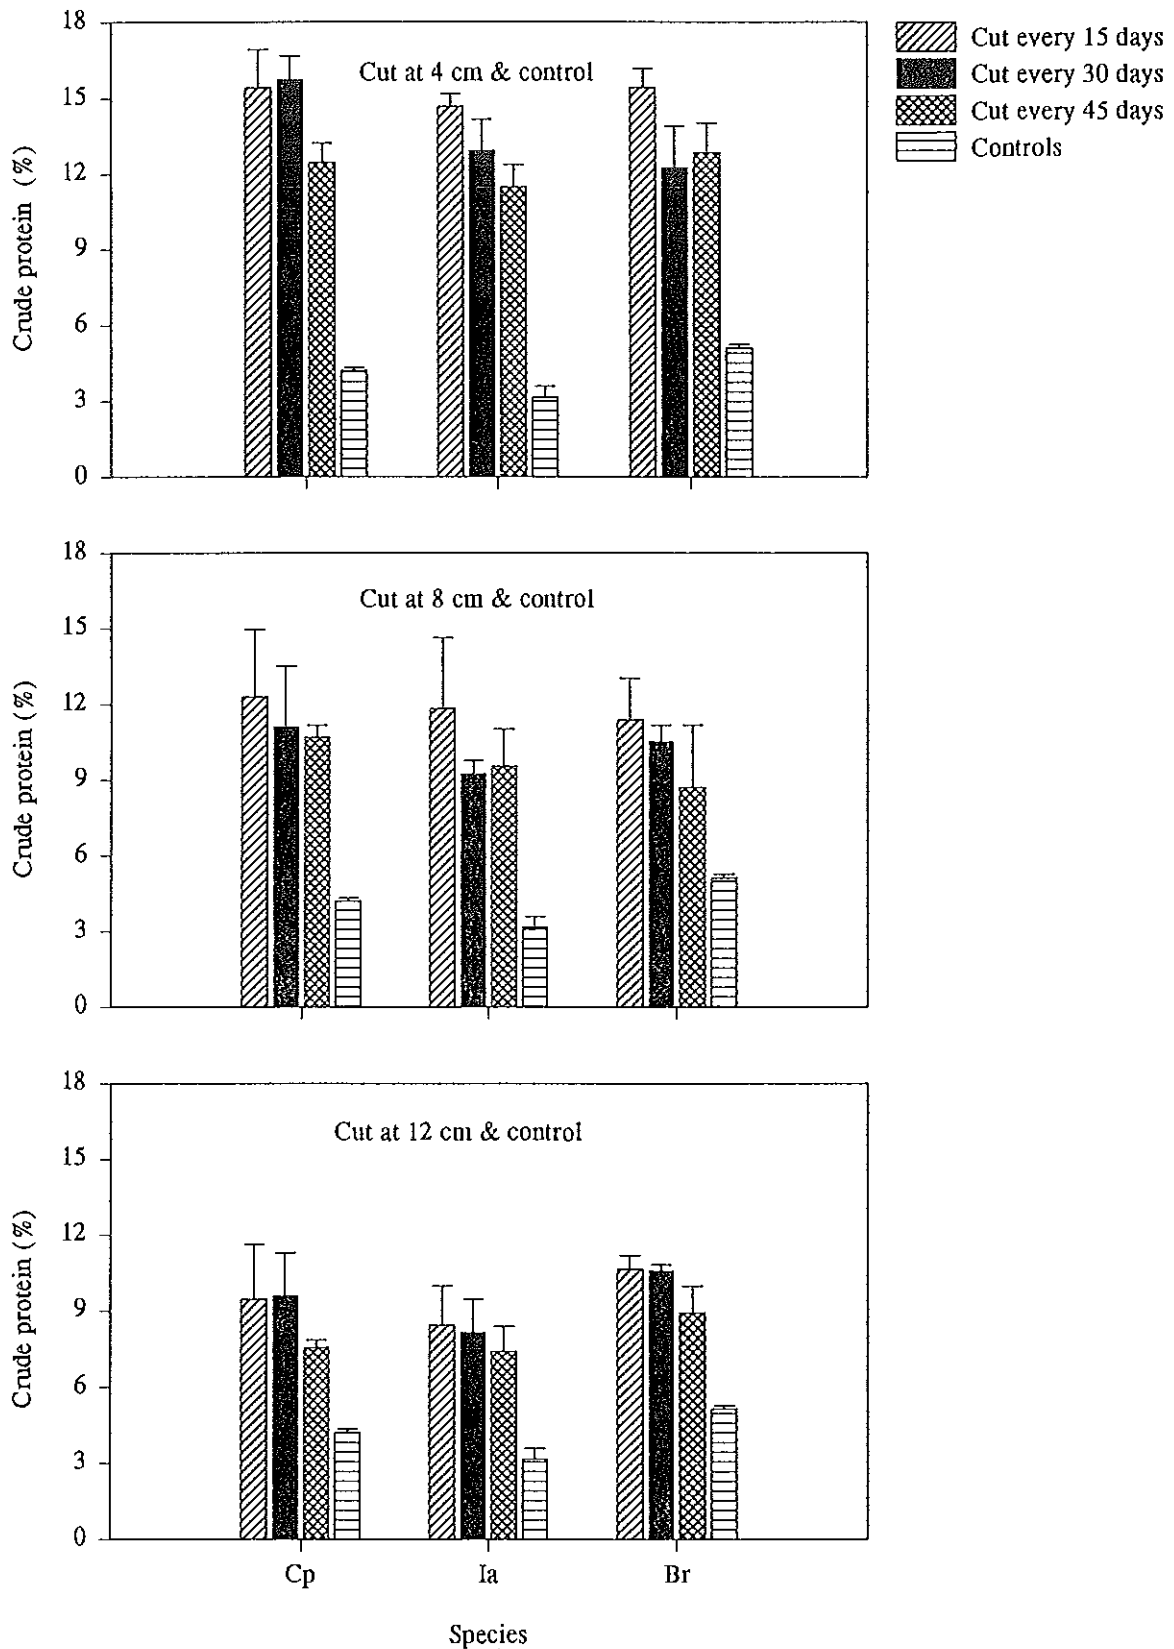 Cut every 15 days
Cut every 30 days
Cut every 45 days
Controls
Crude protein (%)
18
15
12
9
6
3
0
Cut at 4 cm & control
Crude protein (%)
18
15
12
9
6
3
0
Cut at 8 cm & control
Crude protein (%)
18
15
12
9
6
3
0
Cut at 12 cm & control
Cp Ia Br
Species